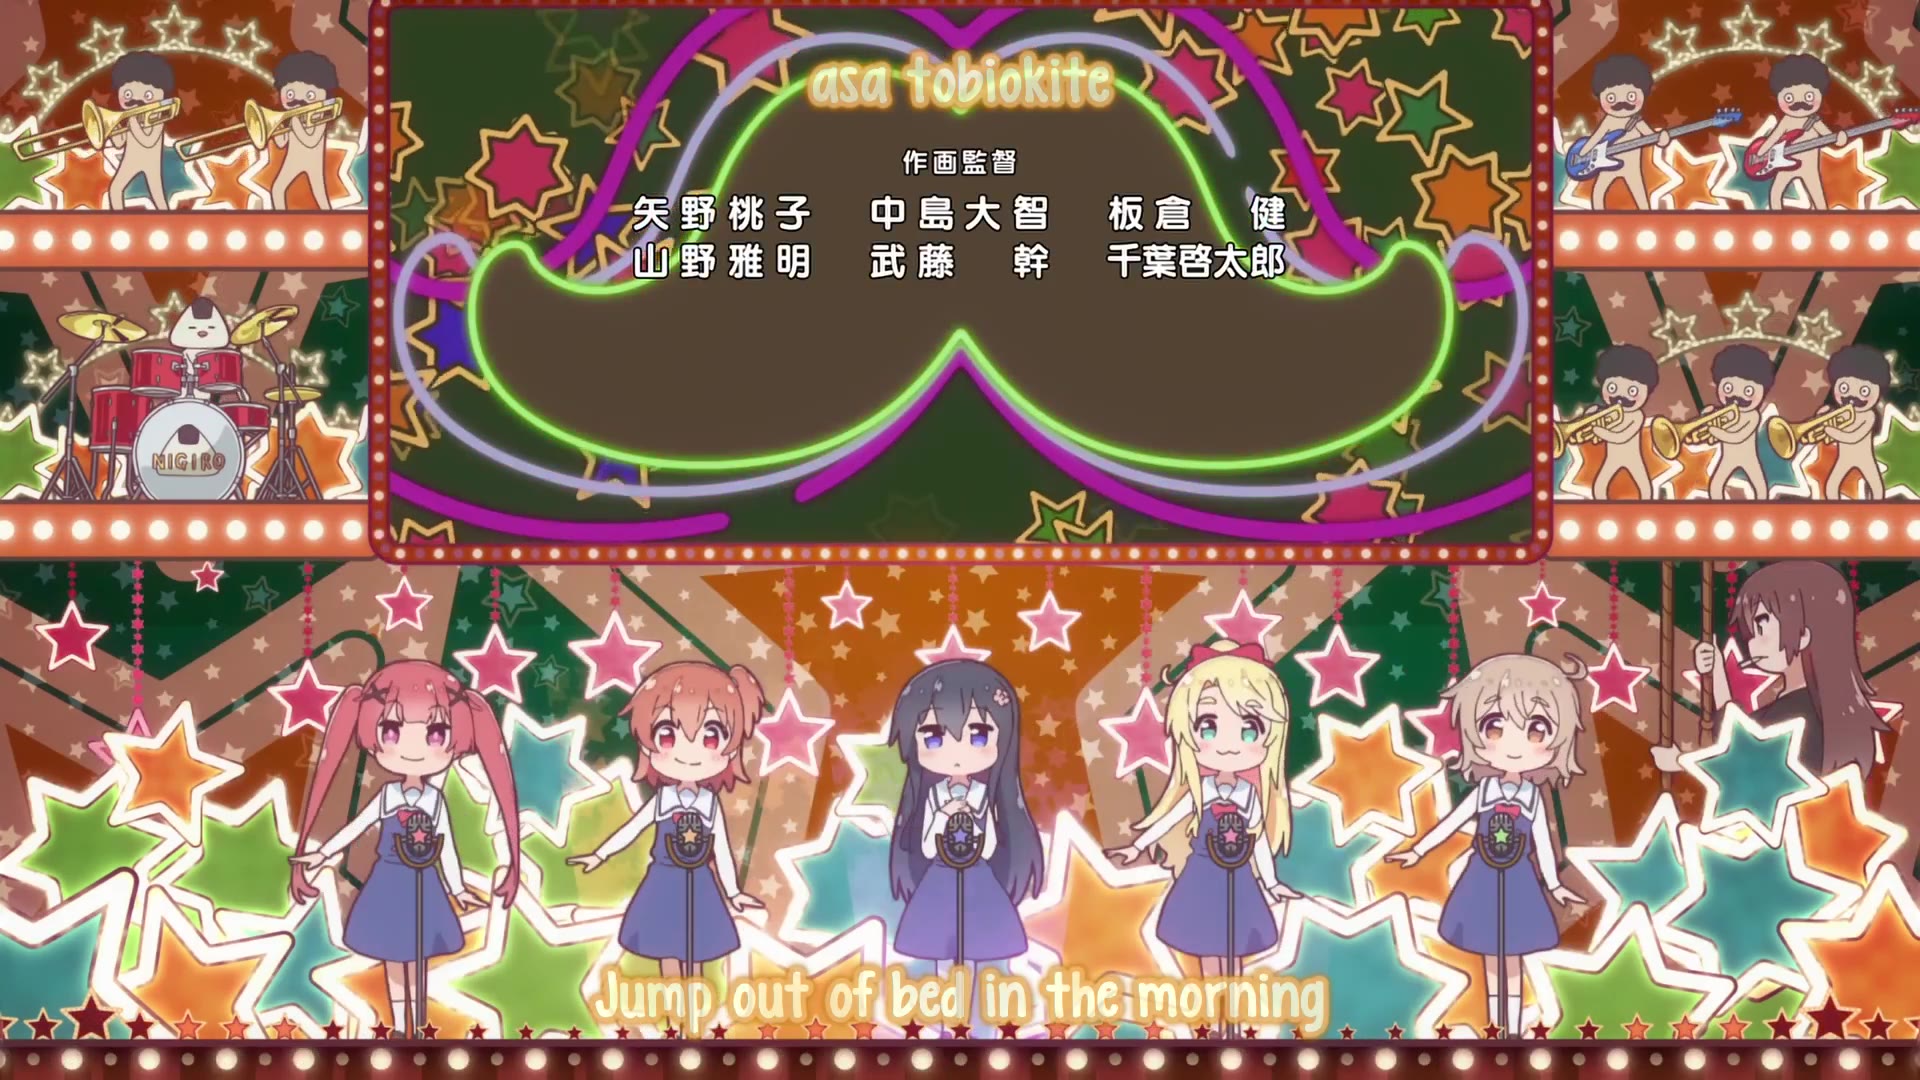 asa tobiokite
作画監督
矢野桃子 中島大智 板倉 健
山野雅明 武藤 幹 千葉啓太郎
NIGIRO
Jump out of bed in the morning